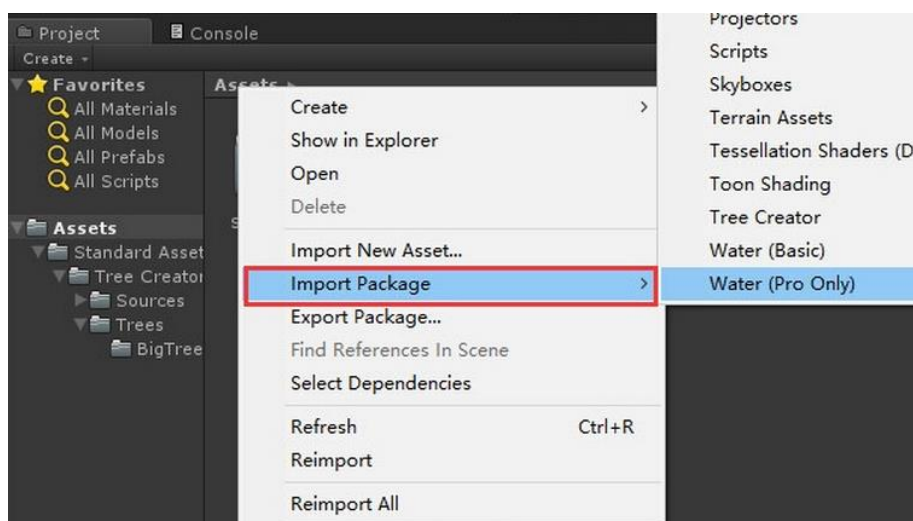 Project
Console
Create
Favorites
All Materials
All Models
All Prefabs
All Scripts
Assets
Standard Asset
Tree Creator
Sources
Trees
BigTree
Assets
Create
Show in Explorer
Open
Delete
Import New Asset...
Import Package
Export Package...
Find References In Scene
Select Dependencies
Refresh Ctrl+R
Reimport
Reimport All
Projectors
Scripts
Skyboxes
Terrain Assets
Tessellation Shaders (D
Toon Shading
Tree Creator
Water (Basic)
Water (Pro Only)